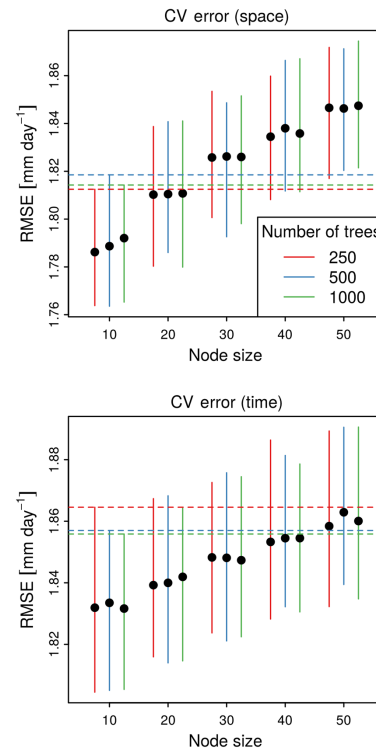 CV error (space)
RMSE [mm day⁻¹]
1.86
1.84
1.82
1.80
1.78
1.76
Number of trees
250
500
1000
10 20 30 40 50
Node size
CV error (time)
RMSE [mm day⁻¹]
1.88
1.86
1.84
1.82
10 20 30 40 50
Node size